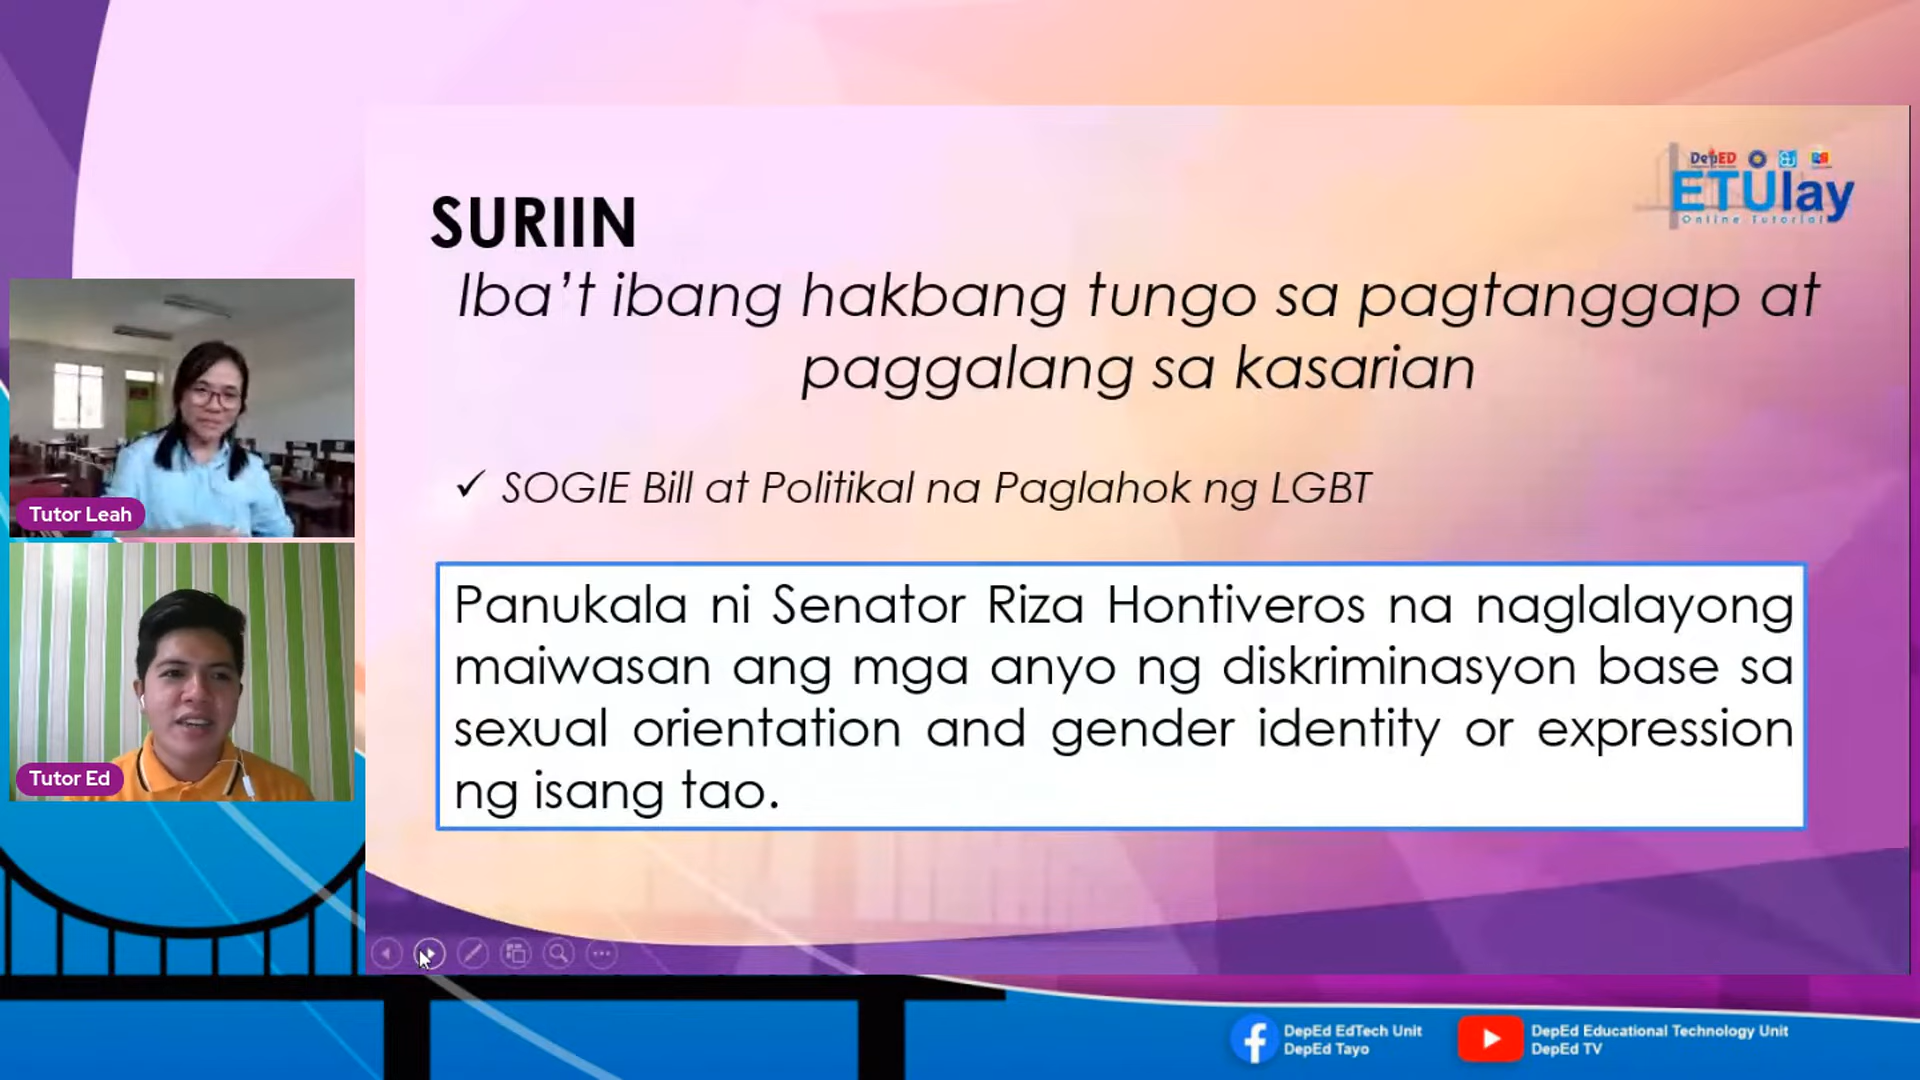 DepED
ETUlay
Online Tutorial
SURIIN
Iba't ibang hakbang tungo sa pagtanggap at
paggalang sa kasarian
✓ SOGIE Bill at Politikal na Paglahok ng LGBT
Panukala ni Senator Riza Hontiveros na naglalayong
maiwasan ang mga anyo ng diskriminasyon base sa
sexual orientation and gender identity or expression
ng isang tao.
Tutor Leah
Tutor Ed
DepEd EdTech Unit
DepEd Tayo
DepEd Educational Technology Unit
DepEd TV